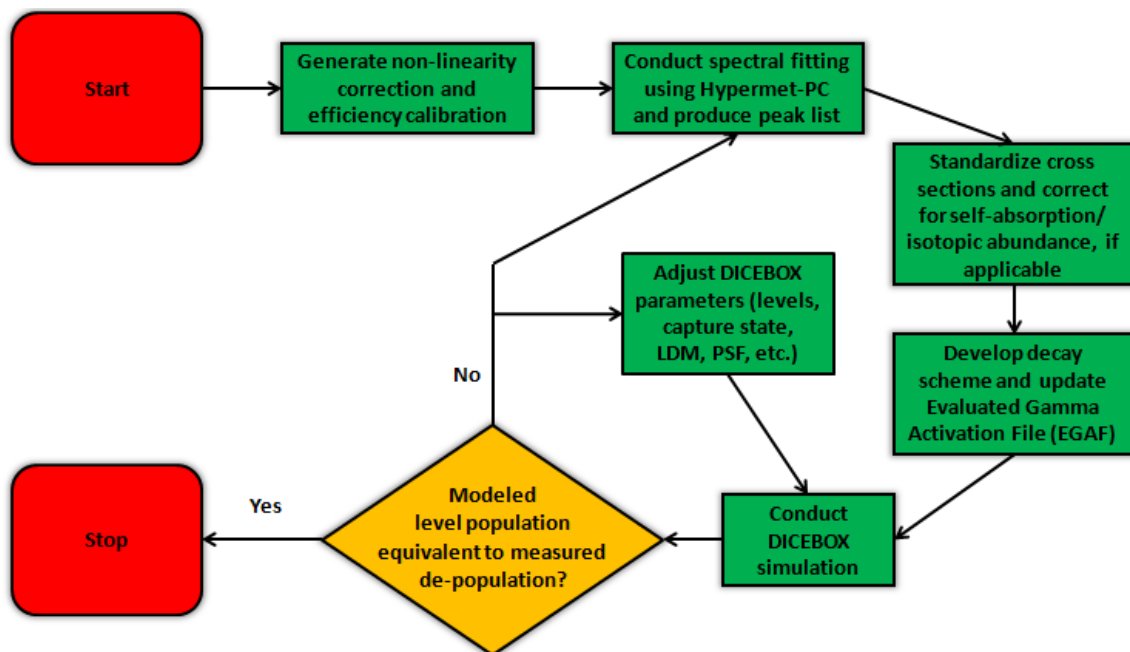 Start
Generate non-linearity
correction and
efficiency calibration
Conduct spectral fitting
using Hypermet-PC
and produce peak list
Standardize cross
sections and correct
for self-absorption/
isotopic abundance, if
applicable
Adjust DICEBOX
parameters (levels,
capture state,
LDM, PSF, etc.)
Develop decay
scheme and update
Evaluated Gamma
Activation File (EGAF)
No
Yes
Stop
Modeled
level population
equivalent to measured
de-population?
Conduct
DICEBOX
simulation